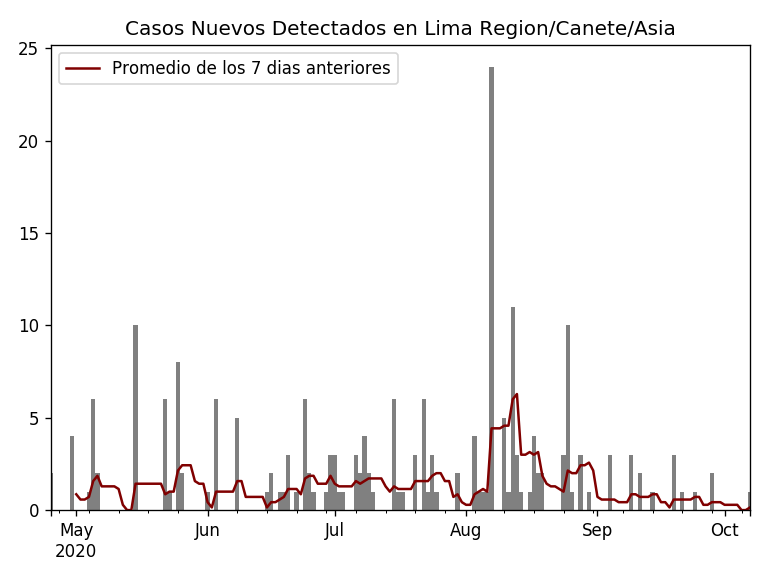 Casos Nuevos Detectados en Lima Region/Canete/Asia
Promedio de los 7 dias anteriores
25
20
15
10
5
0
May Jun Jul Aug Sep Oct
2020